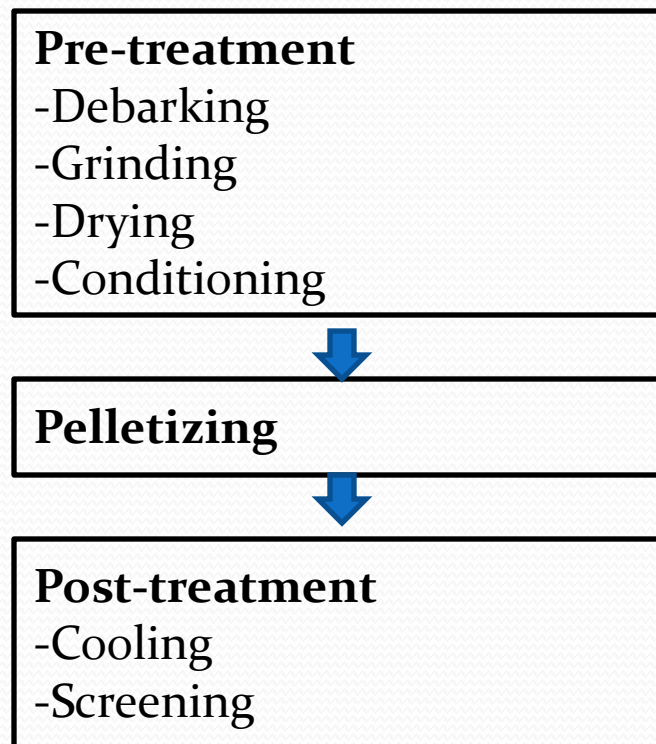 Pre-treatment
-Debarking
-Grinding
-Drying
-Conditioning
Pelletizing
Post-treatment
-Cooling
-Screening